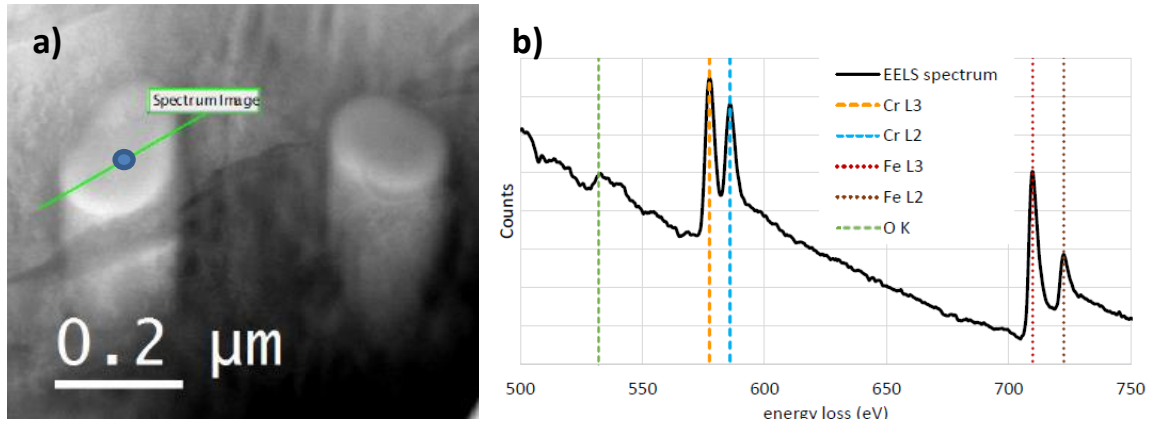 a)
Spectrum Image
0.2 µm
b)
EELS spectrum
Cr L3
Cr L2
Fe L3
Fe L2
O K
Counts
500 550 600 650 700 750
energy loss (eV)